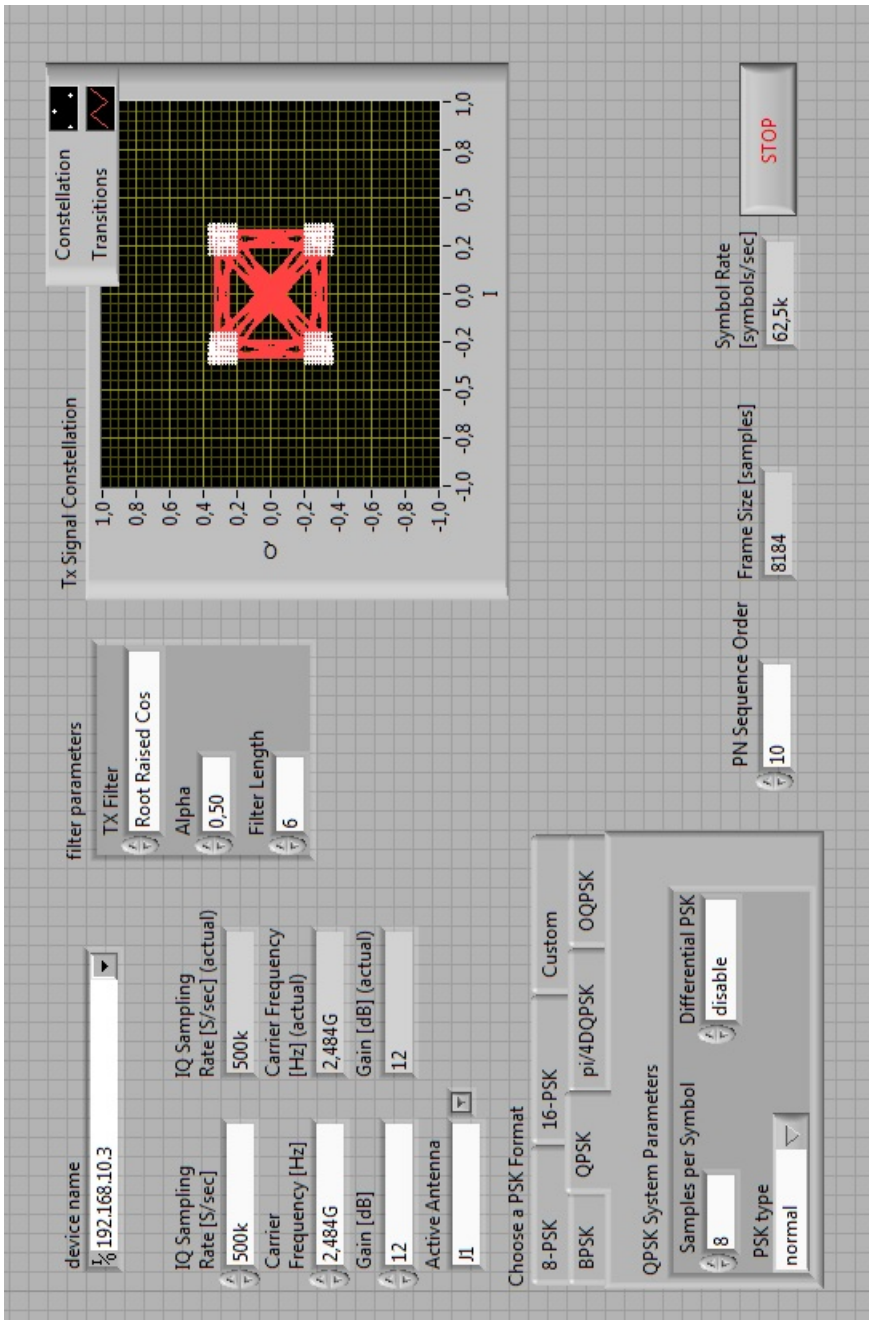 device name
I/O 192.168.10.3
IQ Sampling
Rate [S/sec]
500k
IQ Sampling
Rate [S/sec] (actual)
500k
Carrier
Frequency [Hz]
2,484G
Carrier Frequency
[Hz] (actual)
2,484G
Gain [dB]
12
Gain [dB] (actual)
12
Active Antenna
J1
filter parameters
TX Filter
Root Raised Cos
Alpha
0,50
Filter Length
6
Tx Signal Constellation
Constellation
Transitions
1,0
0,8
0,6
0,4
0,2
0,0
-0,2
-0,4
-0,6
-0,8
-1,0
Q
-1,0 -0,8 -0,5 -0,2 0,0 0,2 0,5 0,8 1,0
I
Choose a PSK Format
8-PSK 16-PSK Custom
BPSK QPSK pi/4DQPSK OQPSK
QPSK System Parameters
Samples per Symbol
8
Differential PSK
disable
PSK type
normal
PN Sequence Order
10
Frame Size [samples]
8184
Symbol Rate
[symbols/sec]
62,5k
STOP